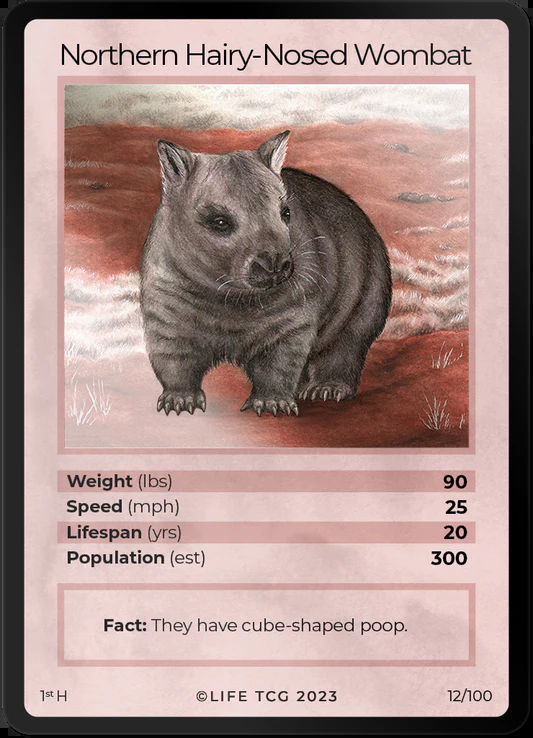 Northern Hairy-Nosed Wombat
Weight (lbs) 90
Speed (mph) 25
Lifespan (yrs) 20
Population (est) 300
Fact: They have cube-shaped poop.
1st H ©LIFE TCG 2023 12/100